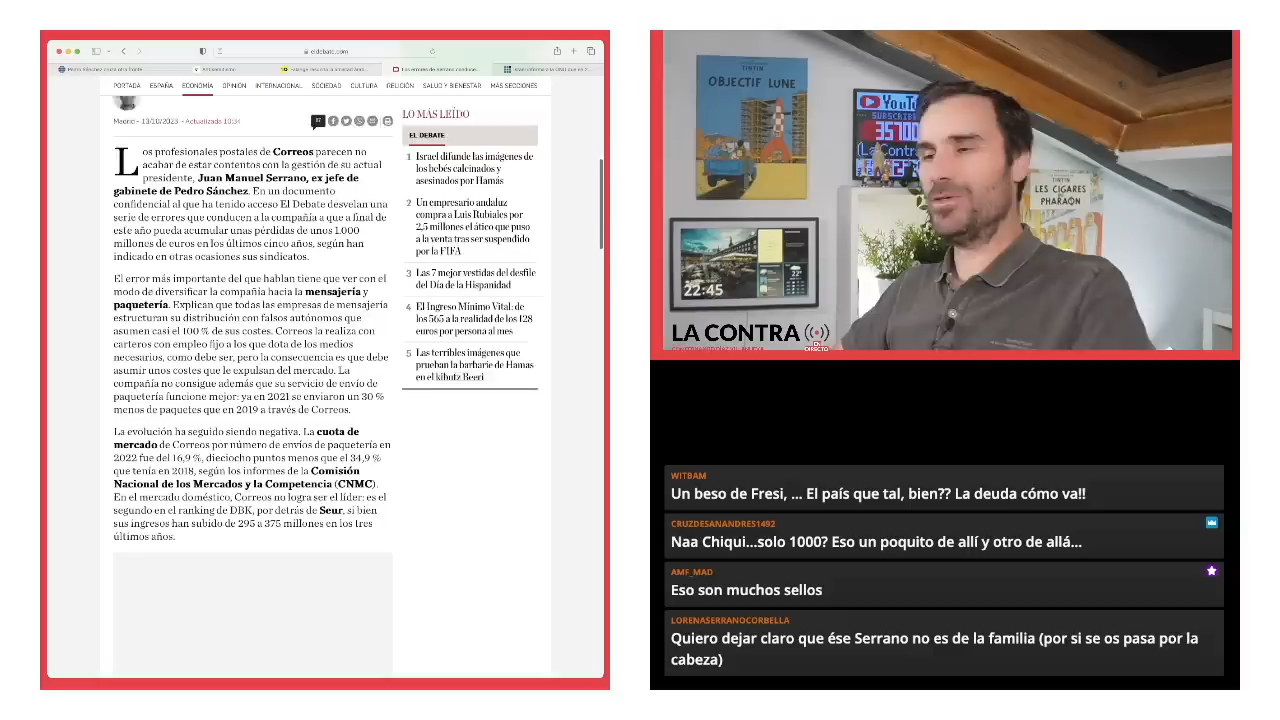 eldebate.com
PORTADA ESPAÑA ECONOMÍA OPINIÓN INTERNACIONAL SOCIEDAD CULTURA RELIGIÓN SALUD Y BIENESTAR MÁS SECCIONES
Madrid - 13/10/2023 - Actualizada 10:34
Los profesionales postales de Correos parecen no
acabar de estar contentos con la gestión de su actual
presidente, Juan Manuel Serrano, ex jefe de
gabinete de Pedro Sánchez. En un documento
confidencial al que ha tenido acceso El Debate desvelan una
serie de errores que conducen a la compañía a que a final de
este año pueda acumular unas pérdidas de unos 1.000
millones de euros en los últimos cinco años, según han
indicado en otras ocasiones sus sindicatos.
El error más importante del que hablan tiene que ver con el
modo de diversificar la compañía hacia la mensajería y
paquetería. Explican que todas las empresas de mensajería
estructuran su distribución con falsos autónomos que
asumen casi el 100 % de sus costes. Correos la realiza con
carteros con empleo fijo a los que dota de los medios
necesarios, como debe ser, pero la consecuencia es que debe
asumir unos costes que le expulsan del mercado. La
compañía no consigue además que su servicio de envío de
paquetería funcione mejor: ya en 2021 se enviaron un 30 %
menos de paquetes que en 2019 a través de Correos.
La evolución ha seguido siendo negativa. La cuota de
mercado de Correos por número de envíos de paquetería en
2022 fue del 16,9 %, dieciocho puntos menos que el 34,9 %
que tenía en 2018, según los informes de la Comisión
Nacional de los Mercados y la Competencia (CNMC).
En el mercado doméstico, Correos no logra ser el líder: es el
segundo en el ranking de DBK, por detrás de Seur, si bien
sus ingresos han subido de 295 a 375 millones en los tres
últimos años.
LO MÁS LEÍDO
EL DEBATE
1 Israel difunde las imágenes de
los bebés calcinados y
asesinados por Hamás
2 Un empresario andaluz
compra a Luis Rubiales por
2,5 millones el ático que puso
a la venta tras ser suspendido
por la FIFA
3 Las 7 mejor vestidas del desfile
del Día de la Hispanidad
4 El Ingreso Mínimo Vital: de
los 565 a la realidad de los 128
euros por persona al mes
5 Las terribles imágenes que
prueban la barbarie de Hamas
en el kibutz Beeri
TINTIN
OBJECTIF LUNE
YouTu
SUBSCRIBE
35700
(La Contr
TINTIN
LES CIGARES
DU
PHARAON
22:45
22°
LA CONTRA
EN
DIRECTO
WITBAM
Un beso de Fresi, ... El país que tal, bien?? La deuda cómo va!!
CRUZDESANANDRES1492
Naa Chiqui...solo 1000? Eso un poquito de allí y otro de allá...
AMF_MAD
Eso son muchos sellos
LORENASERRANOCORBELLA
Quiero dejar claro que ése Serrano no es de la família (por si se os pasa por la
cabeza)